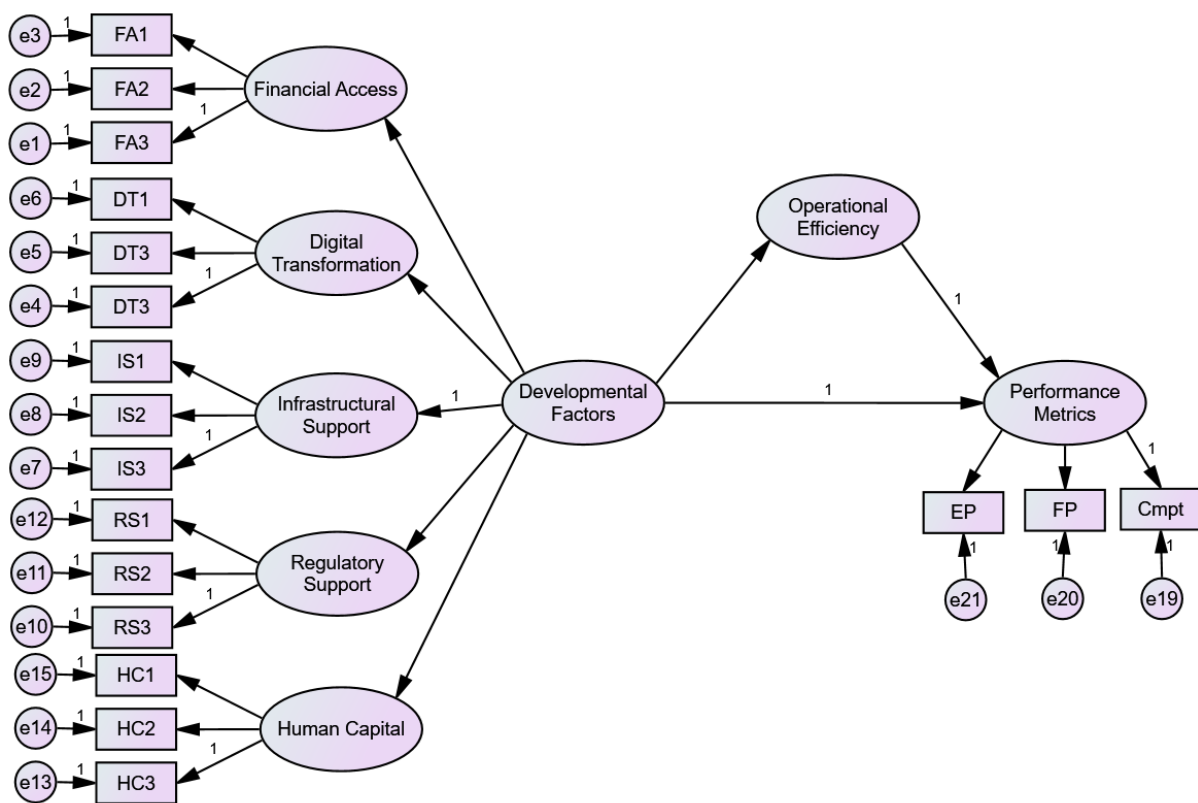 e3 1 FA1
e2 1 FA2
e1 1 FA3
Financial Access
1
e6 1 DT1
e5 1 DT3
e4 1 DT3
Digital
Transformation
1
e9 1 IS1
e8 1 IS2
e7 1 IS3
Infrastructural
Support
1
1
e12 1 RS1
e11 1 RS2
e10 1 RS3
Regulatory
Support
1
e15 1 HC1
e14 1 HC2
e13 1 HC3
Human Capital
1
Developmental
Factors
Operational
Efficiency
1
1
Performance
Metrics
1
EP
FP
Cmpt
1
1
1
e21
e20
e19